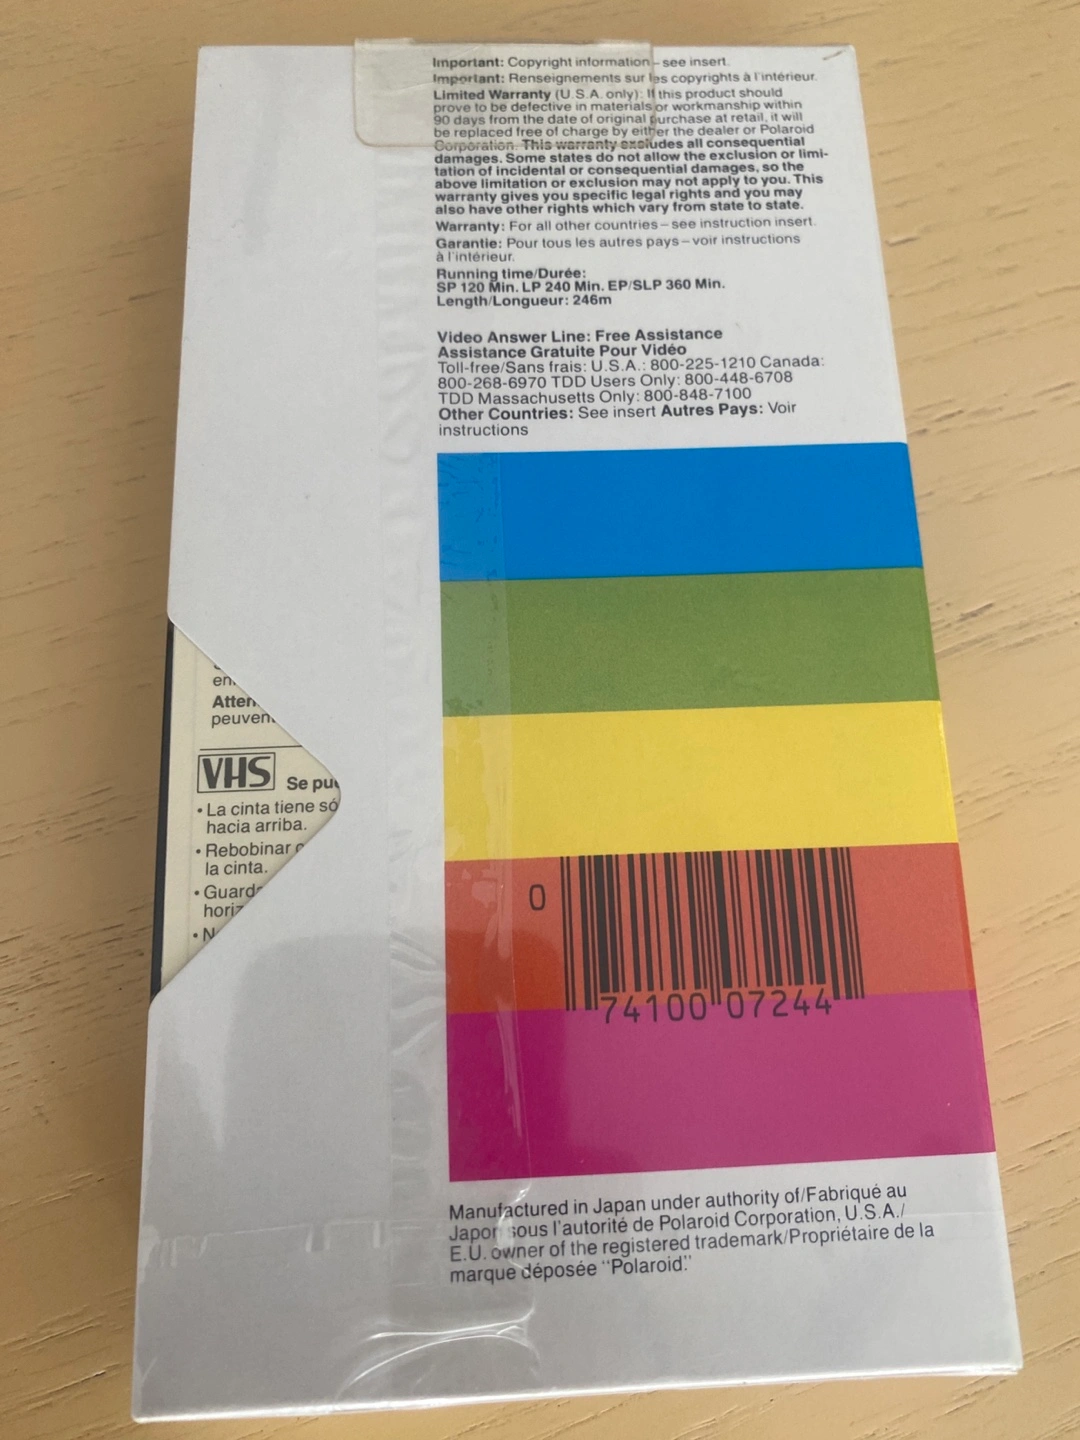 Important: Copyright information – see insert.
Important: Renseignements sur les copyrights à l'intérieur.
Limited Warranty (U.S.A. only): If this product should
prove to be defective in materials or workmanship within
90 days from the date of original purchase at retail, it will
be replaced free of charge by either the dealer or Polaroid
Corporation. This warranty excludes all consequential
damages. Some states do not allow the exclusion or limi-
tation of incidental or consequential damages, so the
above limitation or exclusion may not apply to you. This
warranty gives you specific legal rights and you may
also have other rights which vary from state to state.
Warranty: For all other countries – see instruction insert.
Garantie: Pour tous les autres pays – voir instructions
à l'intérieur.
Running time/Durée:
SP 120 Min. LP 240 Min. EP/SLP 360 Min.
Length/Longueur: 246m
Video Answer Line: Free Assistance
Assistance Gratuite Pour Vidéo
Toll-free/Sans frais: U.S.A.: 800-225-1210 Canada:
800-268-6970 TDD Users Only: 800-448-6708
TDD Massachusetts Only: 800-848-7100
Other Countries: See insert Autres Pays: Voir
instructions
en
Atten
peuven
VHS Se pu
• La cinta tiene só
hacia arriba.
• Rebobinar
la cinta.
• Guard
horiz
• N
0 74100 07244
Manufactured in Japan under authority of/Fabriqué au
Japon sous l'autorité de Polaroid Corporation, U.S.A./
E.U. owner of the registered trademark/Propriétaire de la
marque déposée "Polaroid."